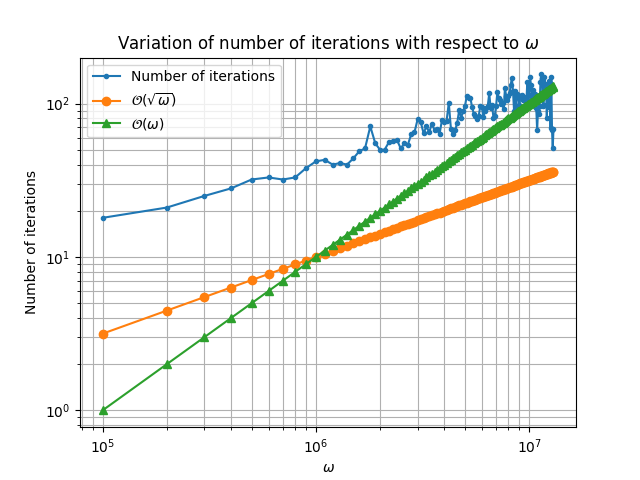 Variation of number of iterations with respect to ω
Number of iterations
𝒪(√ω)
𝒪(ω)
10²
10¹
10⁰
Number of iterations
10⁵
10⁶
10⁷
ω